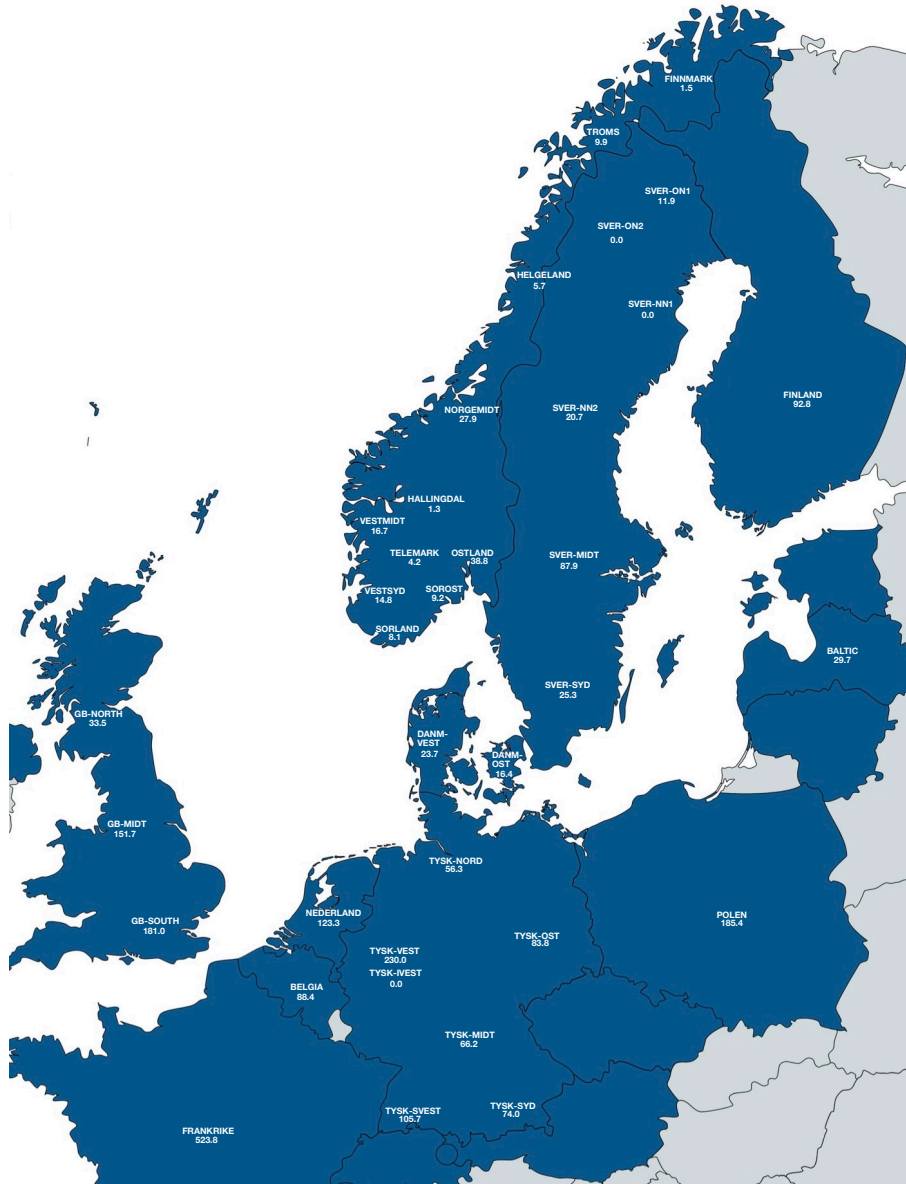 FINNMARK
1.5
TROMS
9.9
SVER-ON1
11.9
SVER-ON2
0.0
HELGELAND
5.7
SVER-NN1
0.0
FINLAND
92.8
NORGEMIDT
27.9
SVER-NN2
20.7
HALLINGDAL
1.3
VESTMIDT
16.7
TELEMARK
4.2
OSTLAND
38.8
SVER-MIDT
87.9
VESTSYD
14.8
SOROST
9.2
SORLAND
8.1
BALTIC
29.7
SVER-SYD
25.3
GB-NORTH
33.5
DANM-
VEST
23.7
DANM-
OST
16.4
GB-MIDT
151.7
TYSK-NORD
56.3
GB-SOUTH
181.0
NEDERLAND
123.3
POLEN
185.4
TYSK-OST
83.8
TYSK-VEST
230.0
TYSK-IVEST
0.0
BELGIA
88.4
TYSK-MIDT
66.2
TYSK-SVEST
105.7
TYSK-SYD
74.0
FRANKRIKE
523.8